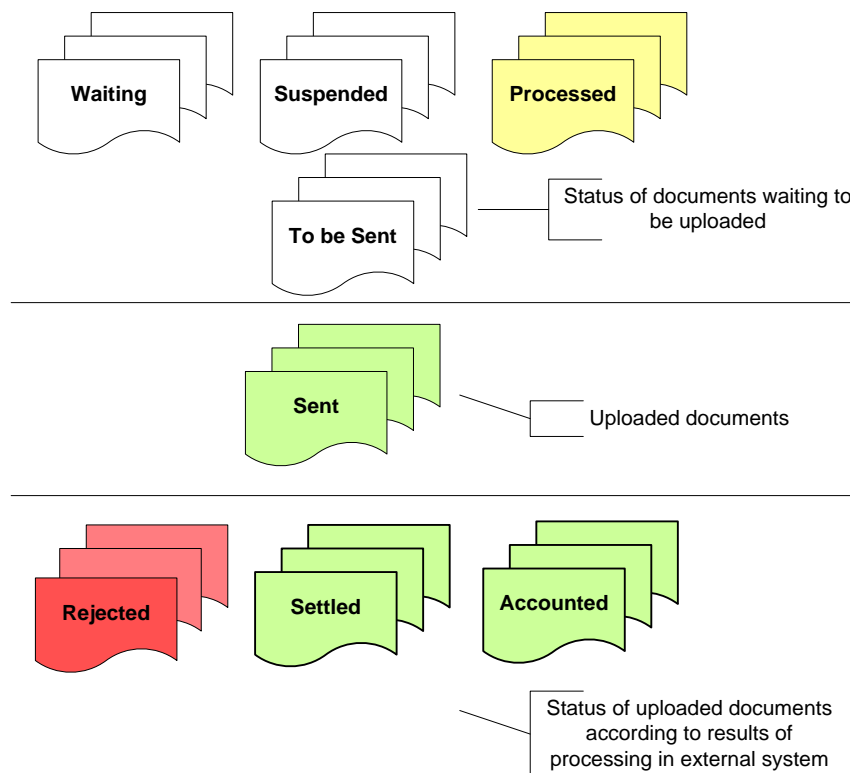 Waiting
Suspended
Processed
To be Sent
Status of documents waiting to
be uploaded
Sent
Uploaded documents
Rejected
Settled
Accounted
Status of uploaded documents
according to results of
processing in external system